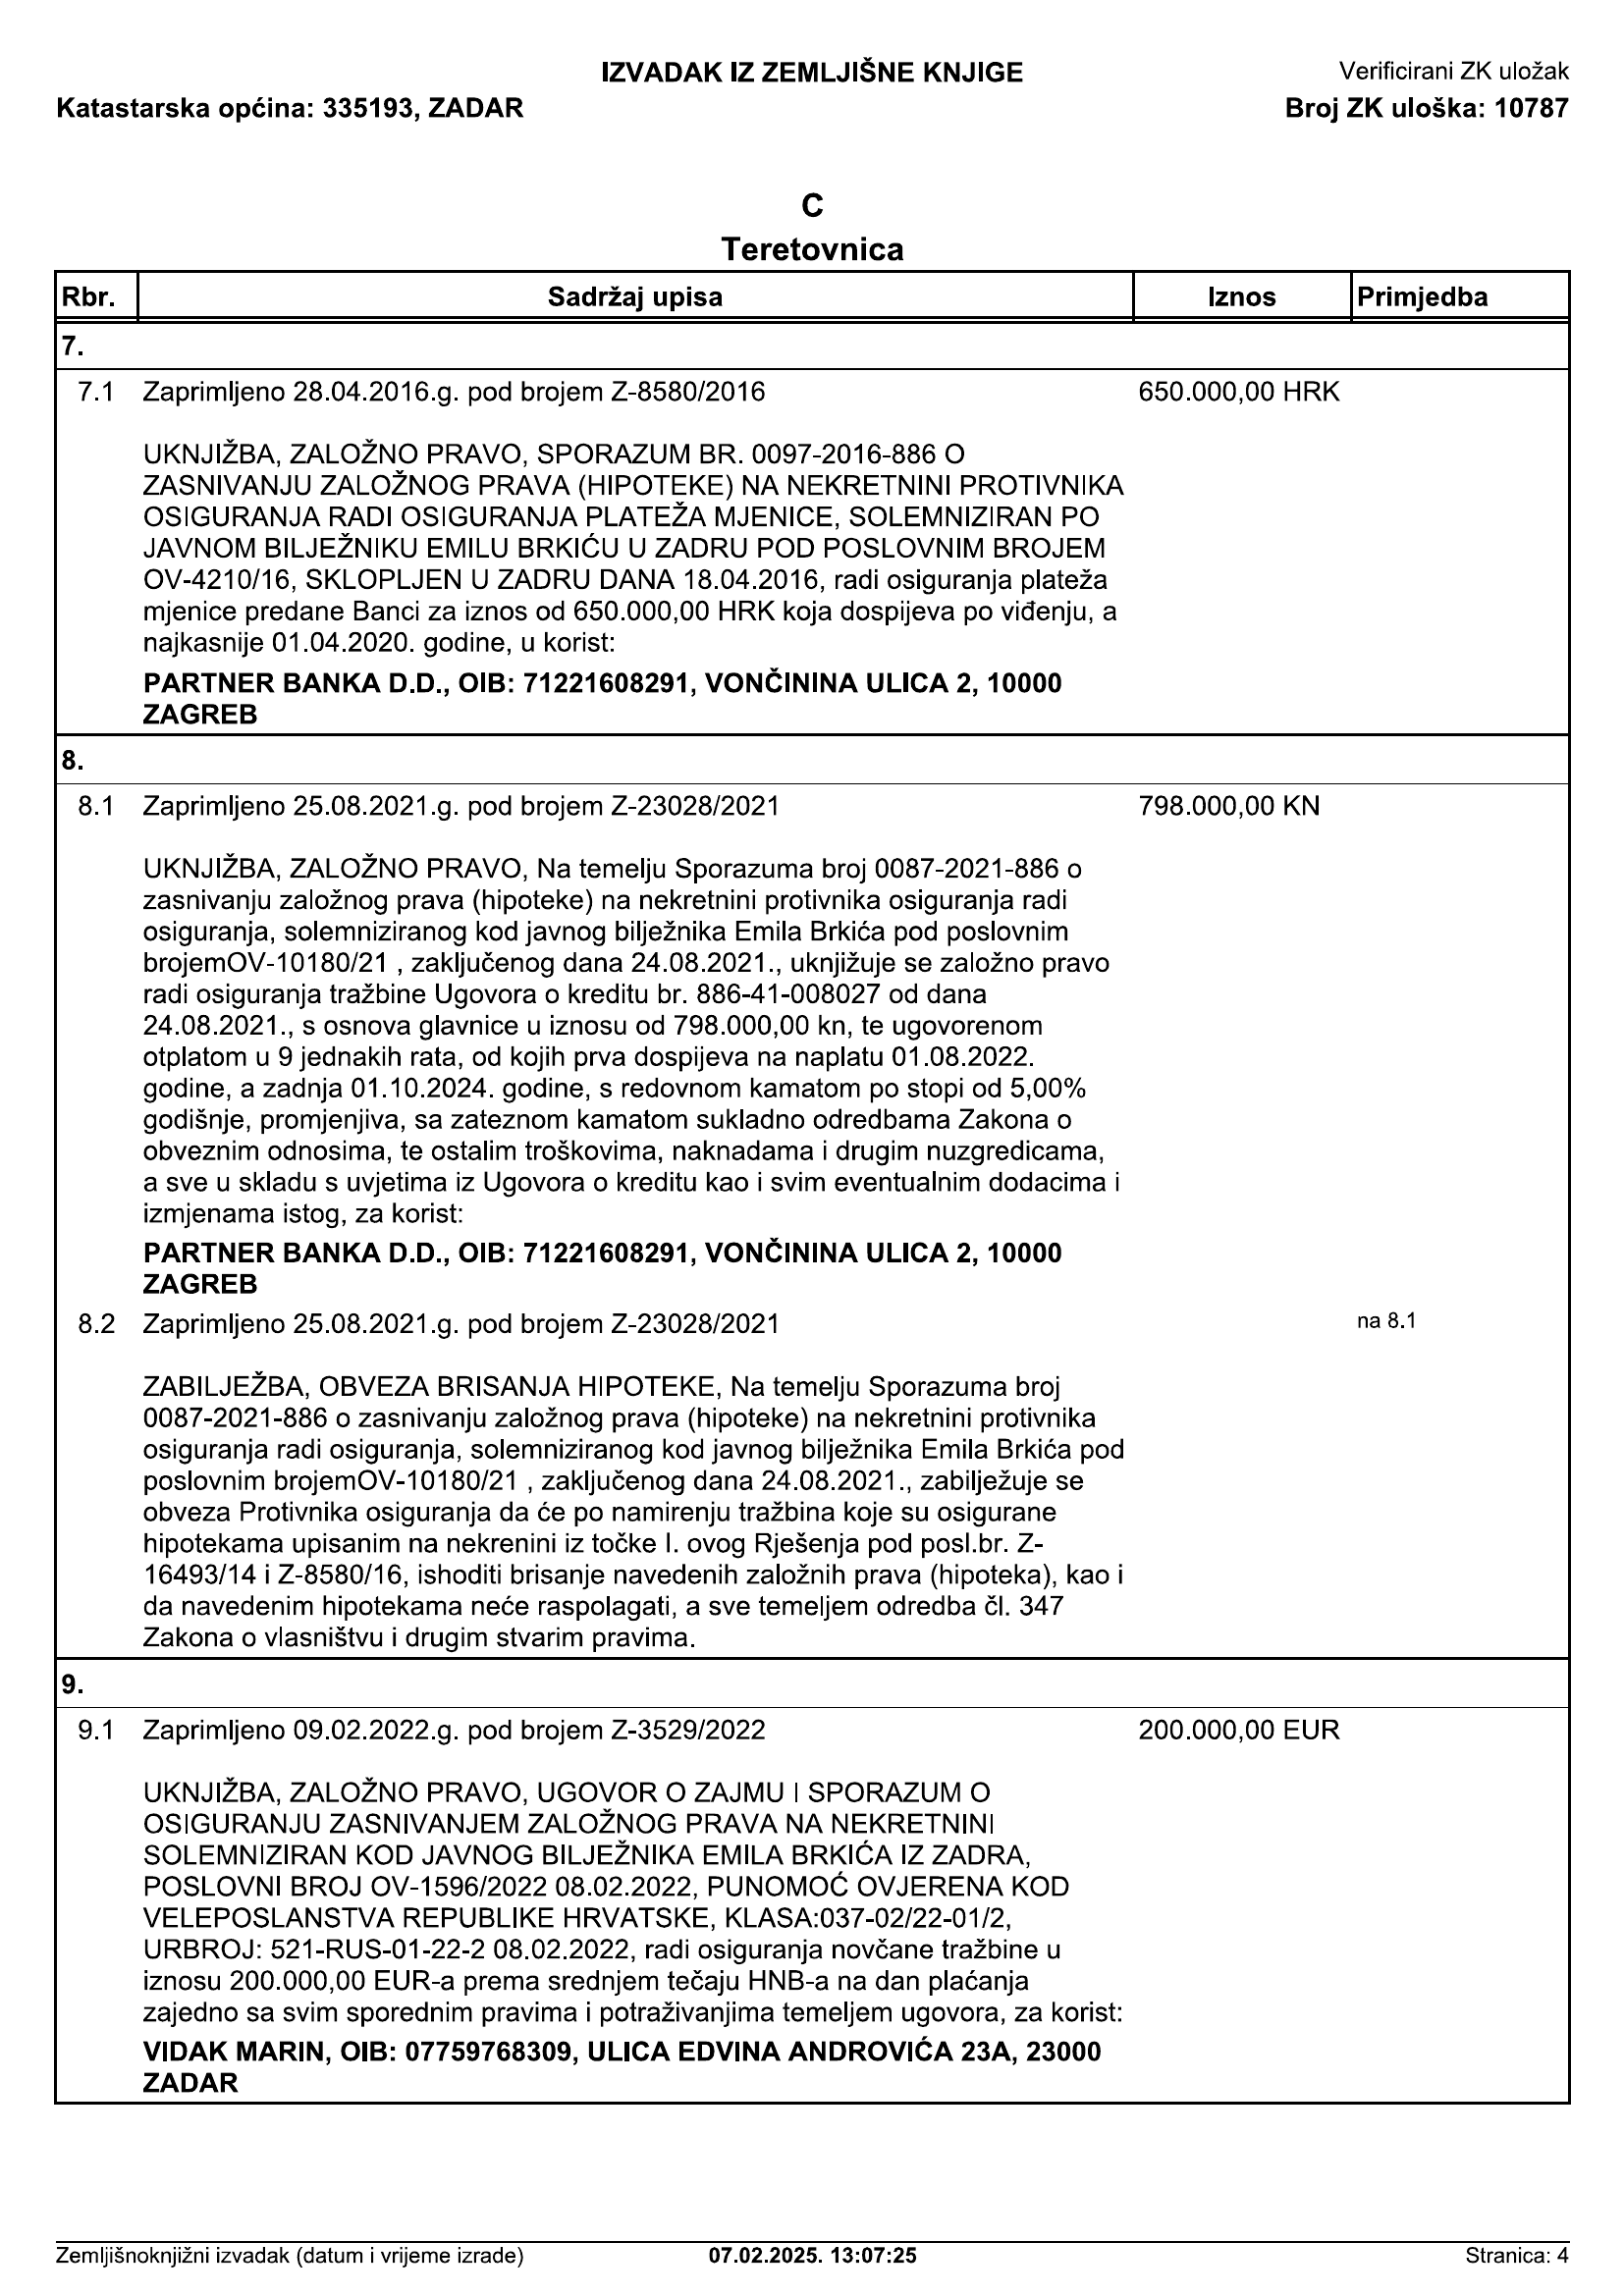 IZVADAK IZ ZEMLJIŠNE KNJIGE
Verificirani ZK uložak
Katastarska općina: 335193, ZADAR
Broj ZK uloška: 10787
C
Teretovnica
Rbr. Sadržaj upisa Iznos Primjedba
7.
7.1 Zaprimljeno 28.04.2016.g. pod brojem Z-8580/2016 650.000,00 HRK
UKNJIŽBA, ZALOŽNO PRAVO, SPORAZUM BR. 0097-2016-886 O
ZASNIVANJU ZALOŽNOG PRAVA (HIPOTEKE) NA NEKRETNINI PROTIVNIKA
OSIGURANJA RADI OSIGURANJA PLATEŽA MJENICE, SOLEMNIZIRAN PO
JAVNOM BILJEŽNIKU EMILU BRKIĆU U ZADRU POD POSLOVNIM BROJEM
OV-4210/16, SKLOPLJEN U ZADRU DANA 18.04.2016, radi osiguranja plateža
mjenice predane Banci za iznos od 650.000,00 HRK koja dospijeva po viđenju, a
najkasnije 01.04.2020. godine, u korist:
PARTNER BANKA D.D., OIB: 71221608291, VONČININA ULICA 2, 10000
ZAGREB
8.
8.1 Zaprimljeno 25.08.2021.g. pod brojem Z-23028/2021 798.000,00 KN
UKNJIŽBA, ZALOŽNO PRAVO, Na temelju Sporazuma broj 0087-2021-886 o
zasnivanju založnog prava (hipoteke) na nekretnini protivnika osiguranja radi
osiguranja, solemniziranog kod javnog bilježnika Emila Brkića pod poslovnim
brojemOV-10180/21 , zaključenog dana 24.08.2021., uknjižuje se založno pravo
radi osiguranja tražbine Ugovora o kreditu br. 886-41-008027 od dana
24.08.2021., s osnova glavnice u iznosu od 798.000,00 kn, te ugovorenom
otplatom u 9 jednakih rata, od kojih prva dospijeva na naplatu 01.08.2022.
godine, a zadnja 01.10.2024. godine, s redovnom kamatom po stopi od 5,00%
godišnje, promjenjiva, sa zateznom kamatom sukladno odredbama Zakona o
obveznim odnosima, te ostalim troškovima, naknadama i drugim nuzgredicama,
a sve u skladu s uvjetima iz Ugovora o kreditu kao i svim eventualnim dodacima i
izmjenama istog, za korist:
PARTNER BANKA D.D., OIB: 71221608291, VONČININA ULICA 2, 10000
ZAGREB
8.2 Zaprimljeno 25.08.2021.g. pod brojem Z-23028/2021 na 8.1
ZABILJEŽBA, OBVEZA BRISANJA HIPOTEKE, Na temelju Sporazuma broj
0087-2021-886 o zasnivanju založnog prava (hipoteke) na nekretnini protivnika
osiguranja radi osiguranja, solemniziranog kod javnog bilježnika Emila Brkića pod
poslovnim brojemOV-10180/21 , zaključenog dana 24.08.2021., zabilježuje se
obveza Protivnika osiguranja da će po namirenju tražbina koje su osigurane
hipotekama upisanim na nekrenini iz točke I. ovog Rješenja pod posl.br. Z-
16493/14 i Z-8580/16, ishoditi brisanje navedenih založnih prava (hipoteka), kao i
da navedenim hipotekama neće raspolagati, a sve temeljem odredba čl. 347
Zakona o vlasništvu i drugim stvarim pravima.
9.
9.1 Zaprimljeno 09.02.2022.g. pod brojem Z-3529/2022 200.000,00 EUR
UKNJIŽBA, ZALOŽNO PRAVO, UGOVOR O ZAJMU I SPORAZUM O
OSIGURANJU ZASNIVANJEM ZALOŽNOG PRAVA NA NEKRETNINI
SOLEMNIZIRAN KOD JAVNOG BILJEŽNIKA EMILA BRKIĆA IZ ZADRA,
POSLOVNI BROJ OV-1596/2022 08.02.2022, PUNOMOĆ OVJERENA KOD
VELEPOSLANSTVA REPUBLIKE HRVATSKE, KLASA:037-02/22-01/2,
URBROJ: 521-RUS-01-22-2 08.02.2022, radi osiguranja novčane tražbine u
iznosu 200.000,00 EUR-a prema srednjem tečaju HNB-a na dan plaćanja
zajedno sa svim sporednim pravima i potraživanjima temeljem ugovora, za korist:
VIDAK MARIN, OIB: 07759768309, ULICA EDVINA ANDROVIĆA 23A, 23000
ZADAR
Zemljišnoknjižni izvadak (datum i vrijeme izrade) 07.02.2025. 13:07:25 Stranica: 4